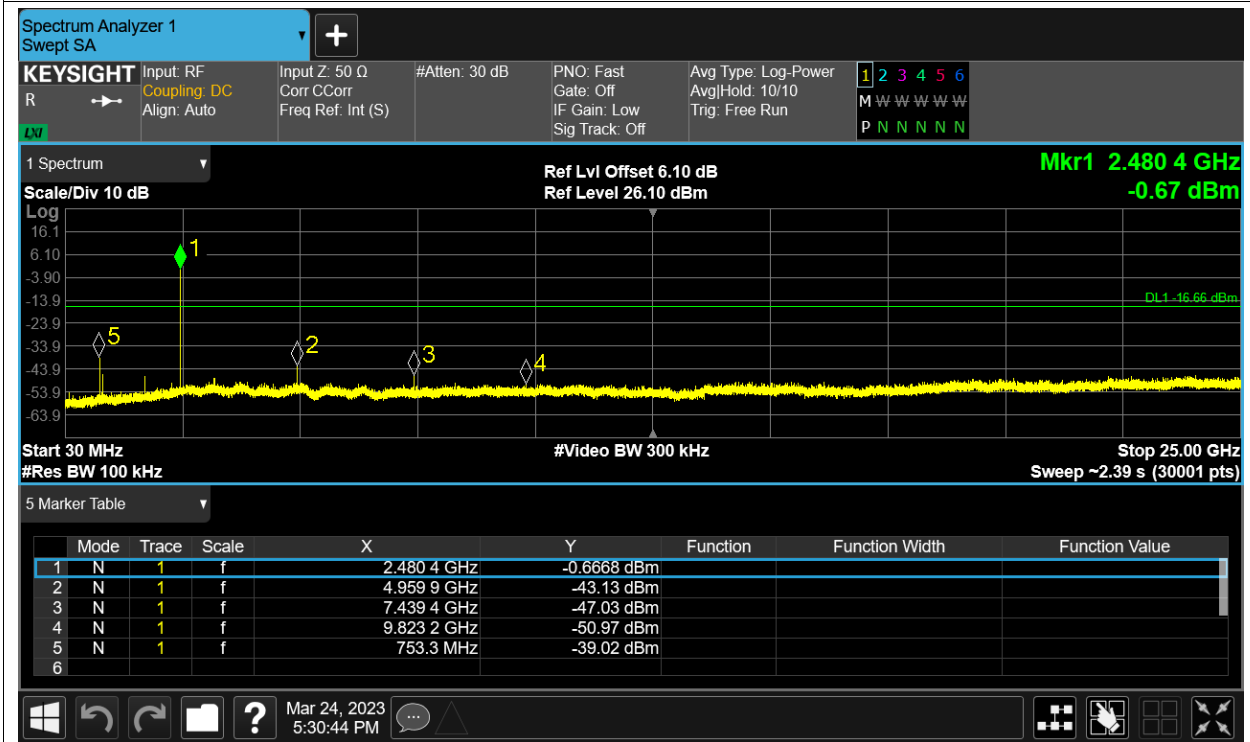 Spectrum Analyzer 1
Swept SA
KEYSIGHT
R
LXI
Input: RF
Coupling: DC
Align: Auto
Input Z: 50 Ω
Corr CCorr
Freq Ref: Int (S)
#Atten: 30 dB
PNO: Fast
Gate: Off
IF Gain: Low
Sig Track: Off
Avg Type: Log-Power
Avg|Hold: 10/10
Trig: Free Run
1 2 3 4 5 6
M W W W W W
P N N N N N
1 Spectrum
Scale/Div 10 dB
Ref Lvl Offset 6.10 dB
Ref Level 26.10 dBm
Mkr1 2.480 4 GHz
-0.67 dBm
Log
16.1
6.10
-3.90
-13.9
-23.9
-33.9
-43.9
-53.9
-63.9
1
5
2
3
4
DL1 -16.66 dBm
Start 30 MHz
#Video BW 300 kHz
Stop 25.00 GHz
#Res BW 100 kHz
Sweep ~2.39 s (30001 pts)
5 Marker Table
Mode Trace Scale X Y Function Function Width Function Value
1 N 1 f 2.480 4 GHz -0.6668 dBm
2 N 1 f 4.959 9 GHz -43.13 dBm
3 N 1 f 7.439 4 GHz -47.03 dBm
4 N 1 f 9.823 2 GHz -50.97 dBm
5 N 1 f 753.3 MHz -39.02 dBm
6
?
Mar 24, 2023
5:30:44 PM